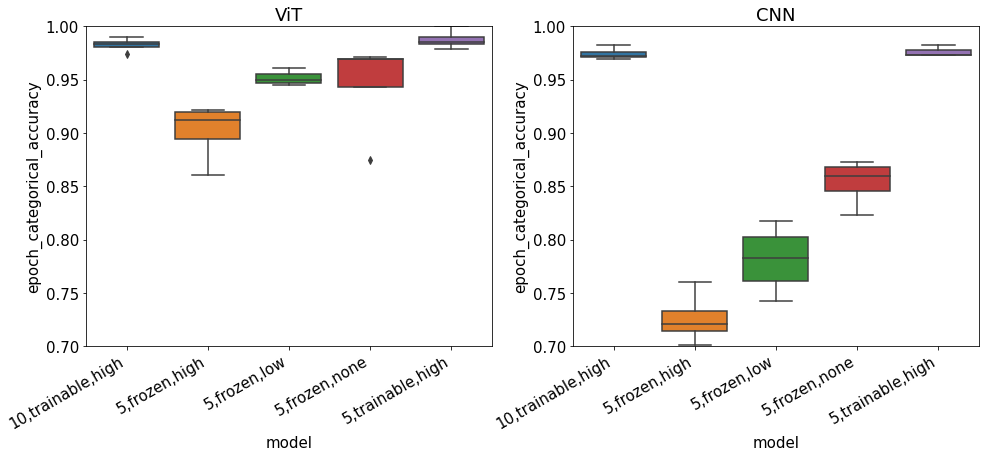 ViT
CNN
1.00
0.95
0.90
0.85
0.80
0.75
0.70
epoch_categorical_accuracy
10,trainable,high
5,frozen,high
5,frozen,low
5,frozen,none
5,trainable,high
model
1.00
0.95
0.90
0.85
0.80
0.75
0.70
epoch_categorical_accuracy
10,trainable,high
5,frozen,high
5,frozen,low
5,frozen,none
5,trainable,high
model